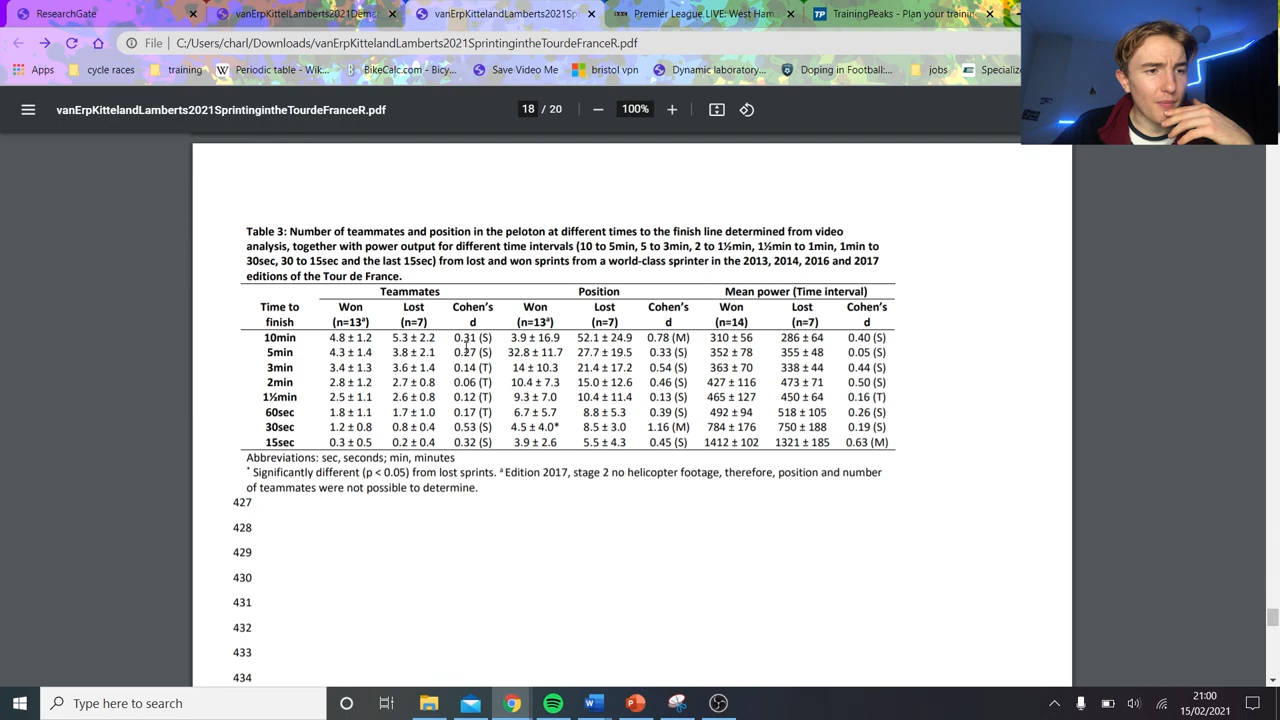 ResearchGate
vanErpKittelLamberts2021Dema
vanErpKittelandLamberts2021Sp
Premier League LIVE: West Ham
TrainingPeaks - Plan your trainin
File
C:/Users/charl/Downloads/vanErpKittelandLamberts2021SprintingintheTourdeFranceR.pdf
Apps
cycle races
training
Periodic table - Wik...
BikeCalc.com - Bicy...
Save Video Me
bristol vpn
Dynamic laboratory...
Doping in Football:...
jobs
Specialize
vanErpKittelandLamberts2021SprintingintheTourdeFranceR.pdf
18 / 20
100%
Table 3: Number of teammates and position in the peloton at different times to the finish line determined from video
analysis, together with power output for different time intervals (10 to 5min, 5 to 3min, 2 to 1½min, 1½min to 1min, 1min to
30sec, 30 to 15sec and the last 15sec) from lost and won sprints from a world-class sprinter in the 2013, 2014, 2016 and 2017
editions of the Tour de France.
Teammates Position Mean power (Time interval)
Time to Won Lost Cohen's Won Lost Cohen's Won Lost Cohen's
finish (n=13ᵃ) (n=7) d (n=13ᵃ) (n=7) d (n=14) (n=7) d
10min 4.8 ± 1.2 5.3 ± 2.2 0.31 (S) 3.9 ± 16.9 52.1 ± 24.9 0.78 (M) 310 ± 56 286 ± 64 0.40 (S)
5min 4.3 ± 1.4 3.8 ± 2.1 0.27 (S) 32.8 ± 11.7 27.7 ± 19.5 0.33 (S) 352 ± 78 355 ± 48 0.05 (S)
3min 3.4 ± 1.3 3.6 ± 1.4 0.14 (T) 14 ± 10.3 21.4 ± 17.2 0.54 (S) 363 ± 70 338 ± 44 0.44 (S)
2min 2.8 ± 1.2 2.7 ± 0.8 0.06 (T) 10.4 ± 7.3 15.0 ± 12.6 0.46 (S) 427 ± 116 473 ± 71 0.50 (S)
1½min 2.5 ± 1.1 2.6 ± 0.8 0.12 (T) 9.3 ± 7.0 10.4 ± 11.4 0.13 (S) 465 ± 127 450 ± 64 0.16 (T)
60sec 1.8 ± 1.1 1.7 ± 1.0 0.17 (T) 6.7 ± 5.7 8.8 ± 5.3 0.39 (S) 492 ± 94 518 ± 105 0.26 (S)
30sec 1.2 ± 0.8 0.8 ± 0.4 0.53 (S) 4.5 ± 4.0* 8.5 ± 3.0 1.16 (M) 784 ± 176 750 ± 188 0.19 (S)
15sec 0.3 ± 0.5 0.2 ± 0.4 0.32 (S) 3.9 ± 2.6 5.5 ± 4.3 0.45 (S) 1412 ± 102 1321 ± 185 0.63 (M)
Abbreviations: sec, seconds; min, minutes
* Significantly different (p < 0.05) from lost sprints. ᵃ Edition 2017, stage 2 no helicopter footage, therefore, position and number
of teammates were not possible to determine.
427
428
429
430
431
432
433
434
Type here to search
21:00
15/02/2021